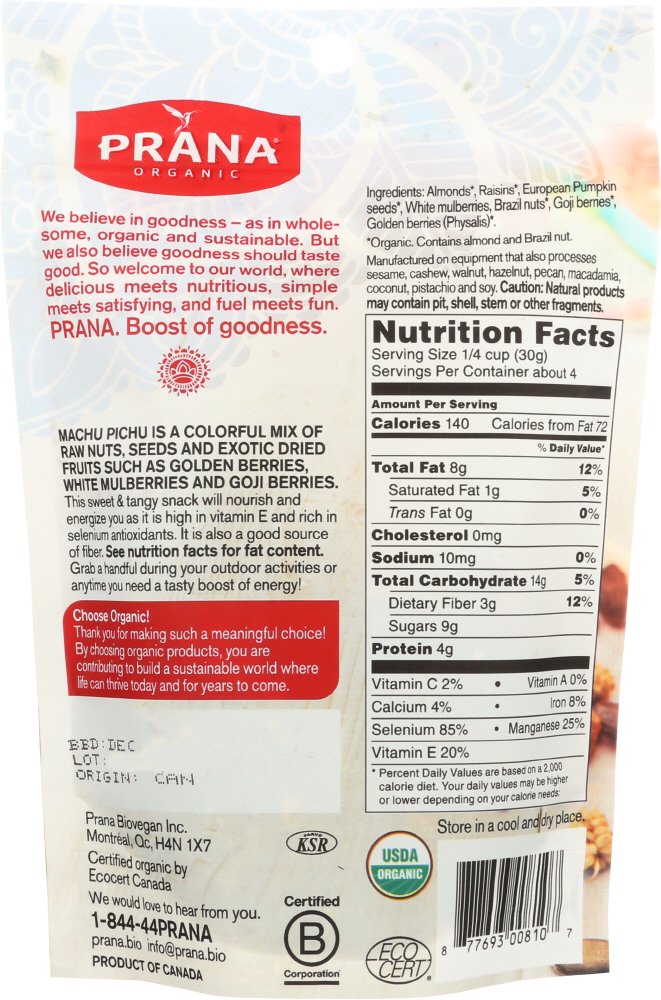 PRANA
ORGANIC
We believe in goodness – as in whole-
some, organic and sustainable. But
we also believe goodness should taste
good. So welcome to our world, where
delicious meets nutritious, simple
meets satisfying, and fuel meets fun.
PRANA. Boost of goodness.
MACHU PICHU IS A COLORFUL MIX OF
RAW NUTS, SEEDS AND EXOTIC DRIED
FRUITS SUCH AS GOLDEN BERRIES,
WHITE MULBERRIES AND GOJI BERRIES.
This sweet & tangy snack will nourish and
energize you as it is high in vitamin E and rich in
selenium antioxidants. It is also a good source
of fiber. See nutrition facts for fat content.
Grab a handful during your outdoor activities or
anytime you need a tasty boost of energy!
Choose Organic!
Thank you for making such a meaningful choice!
By choosing organic products, you are
contributing to build a sustainable world where
life can thrive today and for years to come.
BBD:DEC
LOT:
ORIGIN: CAN
Prana Biovegan Inc.
Montréal, Qc, H4N 1X7
Certified organic by
Ecocert Canada
We would love to hear from you.
1-844-44PRANA
prana.bio info@prana.bio
PRODUCT OF CANADA
PARVE
KSR
Certified
B
Corporation
Ingredients: Almonds*, Raisins*, European Pumpkin
seeds*, White mulberries, Brazil nuts*, Goji berries*,
Golden berries (Physalis)*.
*Organic. Contains almond and Brazil nut.
Manufactured on equipment that also processes
sesame, cashew, walnut, hazelnut, pecan, macadamia,
coconut, pistachio and soy. Caution: Natural products
may contain pit, shell, stem or other fragments.
Nutrition Facts
Serving Size 1/4 cup (30g)
Servings Per Container about 4
Amount Per Serving
Calories 140 Calories from Fat 72
% Daily Value*
Total Fat 8g 12%
Saturated Fat 1g 5%
Trans Fat 0g 0%
Cholesterol 0mg
Sodium 10mg 0%
Total Carbohydrate 14g 5%
Dietary Fiber 3g 12%
Sugars 9g
Protein 4g
Vitamin C 2% • Vitamin A 0%
Calcium 4% • Iron 8%
Selenium 85% • Manganese 25%
Vitamin E 20%
* Percent Daily Values are based on a 2,000
calorie diet. Your daily values may be higher
or lower depending on your calorie needs:
Store in a cool and dry place.
USDA
ORGANIC
ECO
CERT
8 77693 00810 7